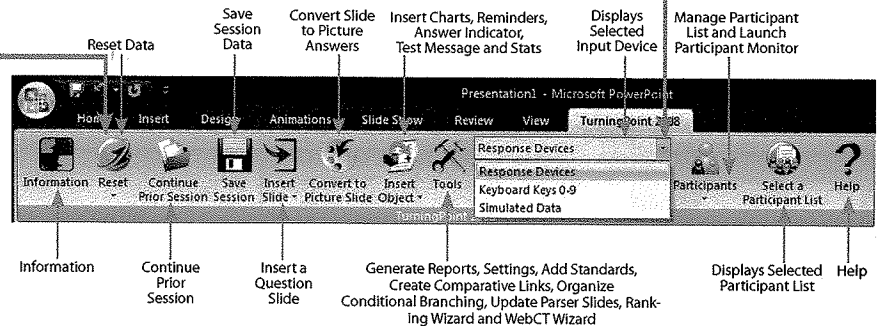 Save
Session
Data
Convert Slide
to Picture
Answers
Insert Charts, Reminders,
Answer Indicator,
Test Message and Stats
Displays
Selected
Input Device
Manage Participant
List and Launch
Participant Monitor
Reset Data
Presentation1 - Microsoft PowerPoint
Home Insert Design Animations Slide Show Review View TurningPoint 2008
Response Devices
Response Devices
Keyboard Keys 0-9
Simulated Data
Information Reset Continue
Prior Session Save
Session Insert
Slide Convert to
Picture Slide Insert
Object Tools Participants Select a
Participant List Help
TurningPoint
Information
Continue
Prior
Session
Insert a
Question
Slide
Generate Reports, Settings, Add Standards,
Create Comparative Links, Organize
Conditional Branching, Update Parser Slides, Rank-
ing Wizard and WebCT Wizard
Displays Selected
Participant List
Help